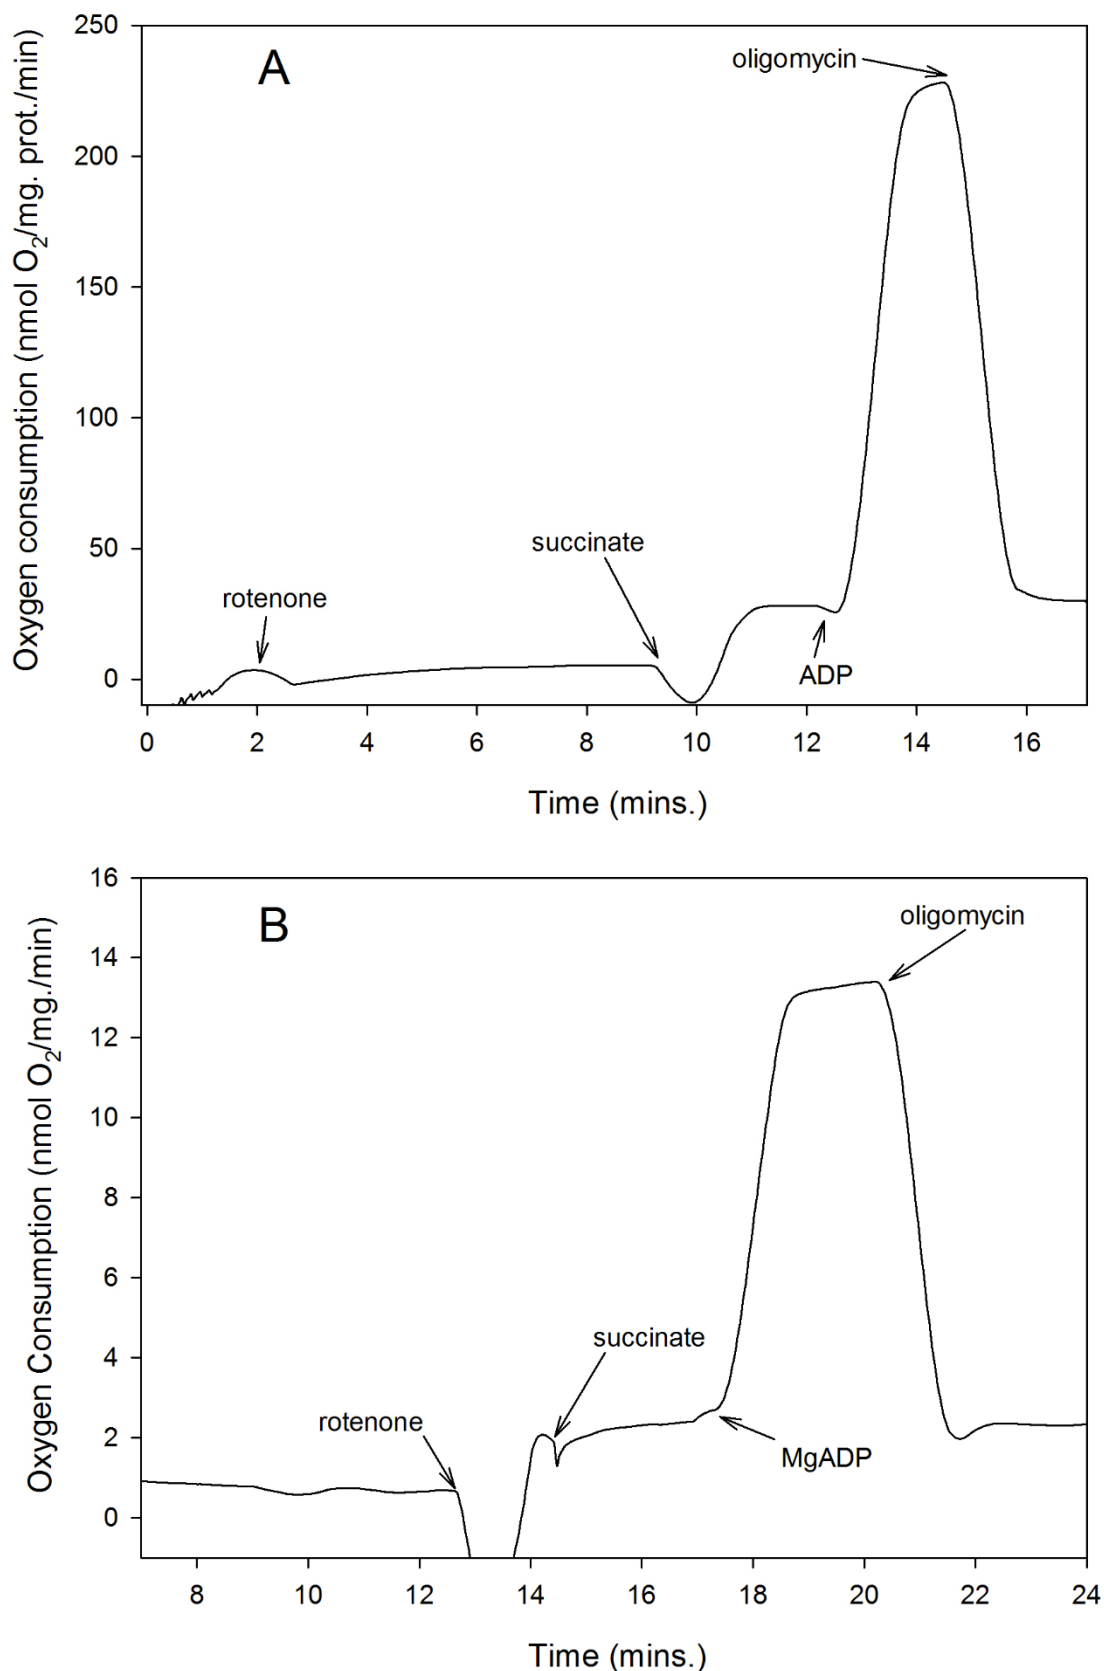 A
oligomycin
250
200
150
100
50
0
Oxygen consumption (nmol O₂/mg. prot./min)
succinate
rotenone
ADP
0 2 4 6 8 10 12 14 16
Time (mins.)
B
oligomycin
16
14
12
10
8
6
4
2
0
Oxygen Consumption (nmol O₂/mg./min)
succinate
rotenone
MgADP
8 10 12 14 16 18 20 22 24
Time (mins.)